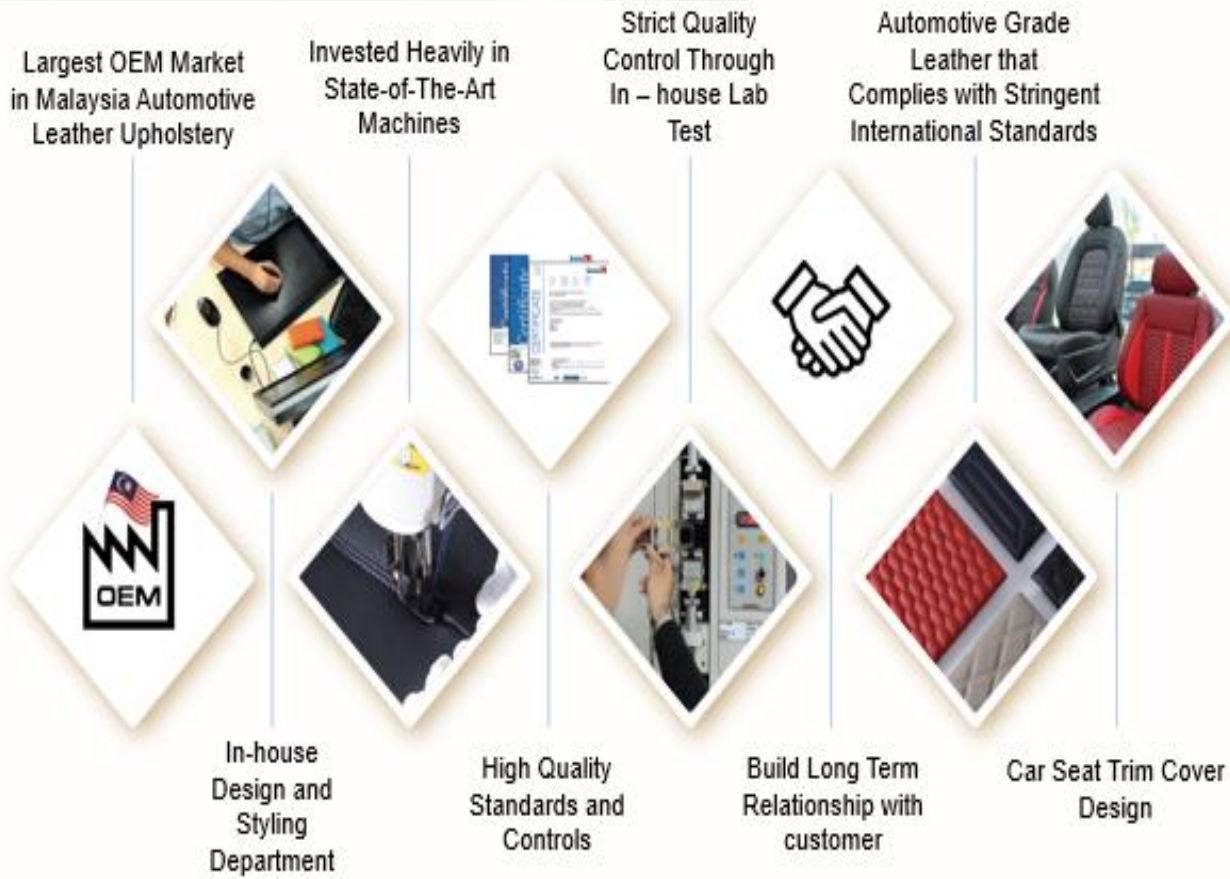 Largest OEM Market
in Malaysia Automotive
Leather Upholstery
Invested Heavily in
State-of-The-Art
Machines
Strict Quality
Control Through
In – house Lab
Test
Automotive Grade
Leather that
Complies with Stringent
International Standards
Certificate
CERTIFICATE
OEM
In-house
Design and
Styling
Department
High Quality
Standards and
Controls
Build Long Term
Relationship with
customer
Car Seat Trim Cover
Design